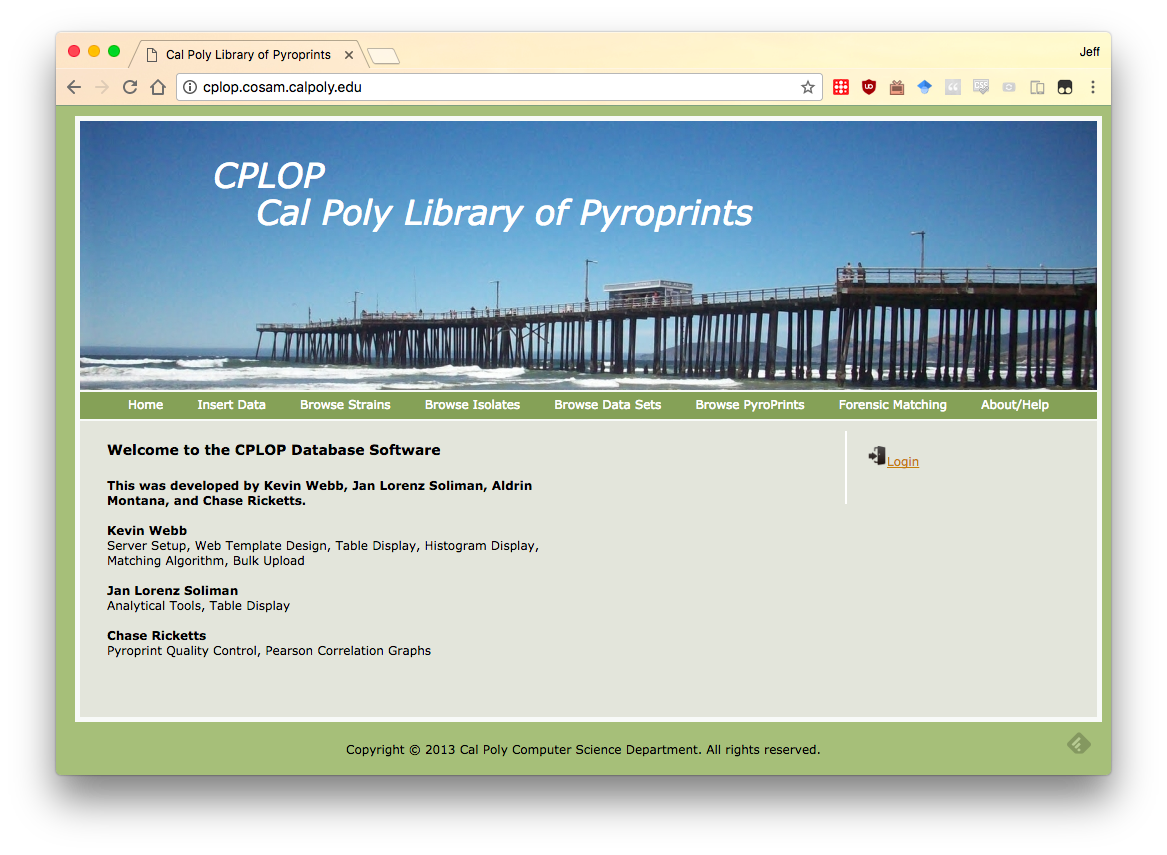 Cal Poly Library of Pyroprints
Jeff
cplop.cosam.calpoly.edu
CPLOP
Cal Poly Library of Pyroprints
Home Insert Data Browse Strains Browse Isolates Browse Data Sets Browse PyroPrints Forensic Matching About/Help
Welcome to the CPLOP Database Software
Login
This was developed by Kevin Webb, Jan Lorenz Soliman, Aldrin
Montana, and Chase Ricketts.
Kevin Webb
Server Setup, Web Template Design, Table Display, Histogram Display,
Matching Algorithm, Bulk Upload
Jan Lorenz Soliman
Analytical Tools, Table Display
Chase Ricketts
Pyroprint Quality Control, Pearson Correlation Graphs
Copyright © 2013 Cal Poly Computer Science Department. All rights reserved.